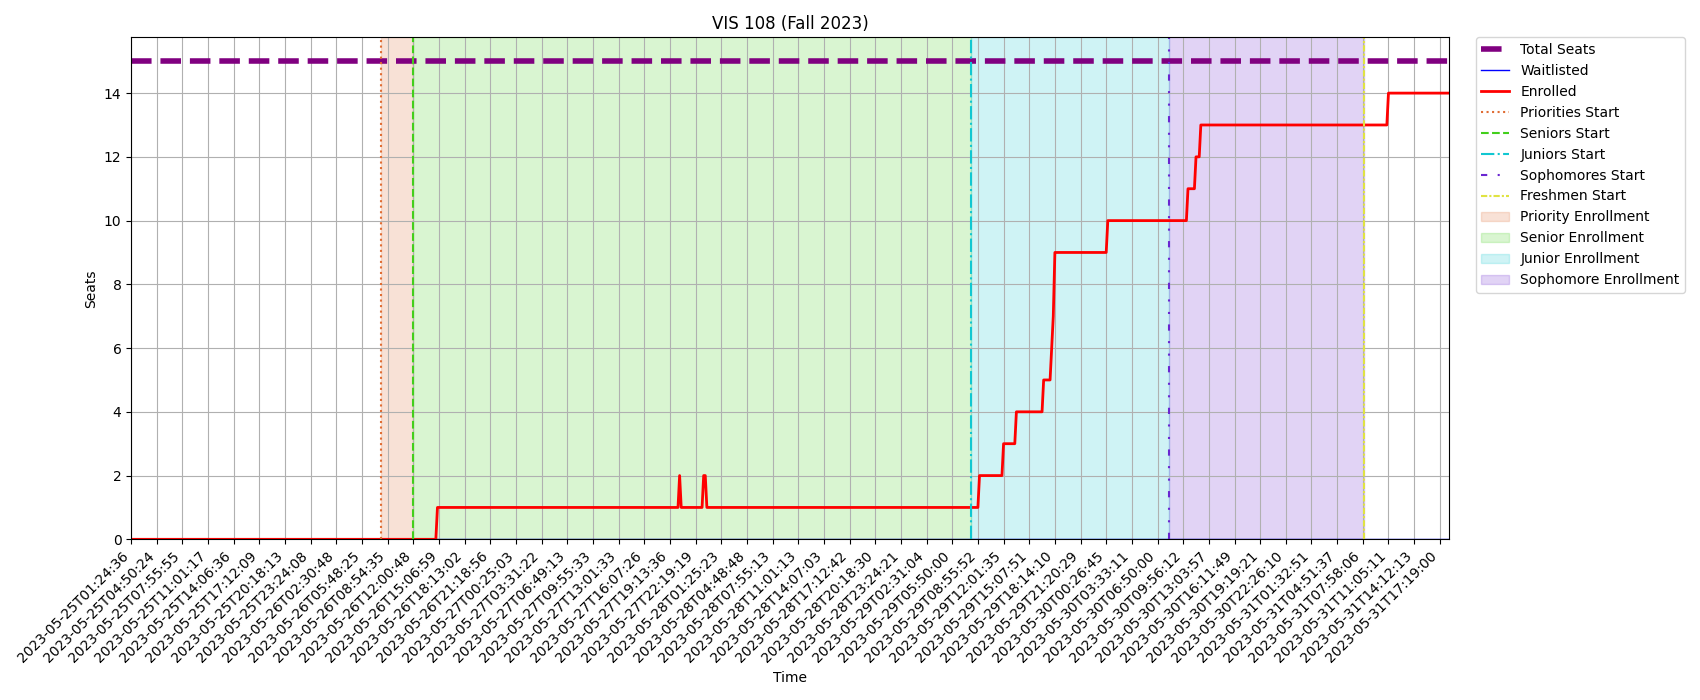 VIS 108 (Fall 2023)
Total Seats
Waitlisted
Enrolled
Priorities Start
Seniors Start
Juniors Start
Sophomores Start
Freshmen Start
Priority Enrollment
Senior Enrollment
Junior Enrollment
Sophomore Enrollment
Seats
14
12
10
8
6
4
2
0
2023-05-25T01:24:36
2023-05-25T04:50:24
2023-05-25T07:55:55
2023-05-25T11:01:17
2023-05-25T14:06:36
2023-05-25T17:12:09
2023-05-25T20:18:13
2023-05-25T23:24:08
2023-05-26T02:30:48
2023-05-26T05:48:25
2023-05-26T08:54:35
2023-05-26T12:00:48
2023-05-26T15:06:59
2023-05-26T18:13:02
2023-05-26T21:18:56
2023-05-27T00:25:03
2023-05-27T03:31:22
2023-05-27T06:49:13
2023-05-27T09:55:33
2023-05-27T13:01:33
2023-05-27T16:07:26
2023-05-27T19:13:36
2023-05-27T22:19:19
2023-05-28T01:25:23
2023-05-28T04:48:48
2023-05-28T07:55:13
2023-05-28T11:01:13
2023-05-28T14:07:03
2023-05-28T17:12:42
2023-05-28T20:18:30
2023-05-28T23:24:21
2023-05-29T02:31:04
2023-05-29T05:50:00
2023-05-29T08:55:52
2023-05-29T12:01:35
2023-05-29T15:07:51
2023-05-29T18:14:10
2023-05-29T21:20:29
2023-05-30T00:26:45
2023-05-30T03:33:11
2023-05-30T06:50:00
2023-05-30T09:56:12
2023-05-30T13:03:57
2023-05-30T16:11:49
2023-05-30T19:19:21
2023-05-30T22:26:10
2023-05-31T01:32:51
2023-05-31T04:51:37
2023-05-31T07:58:06
2023-05-31T11:05:11
2023-05-31T14:12:13
2023-05-31T17:19:00
Time